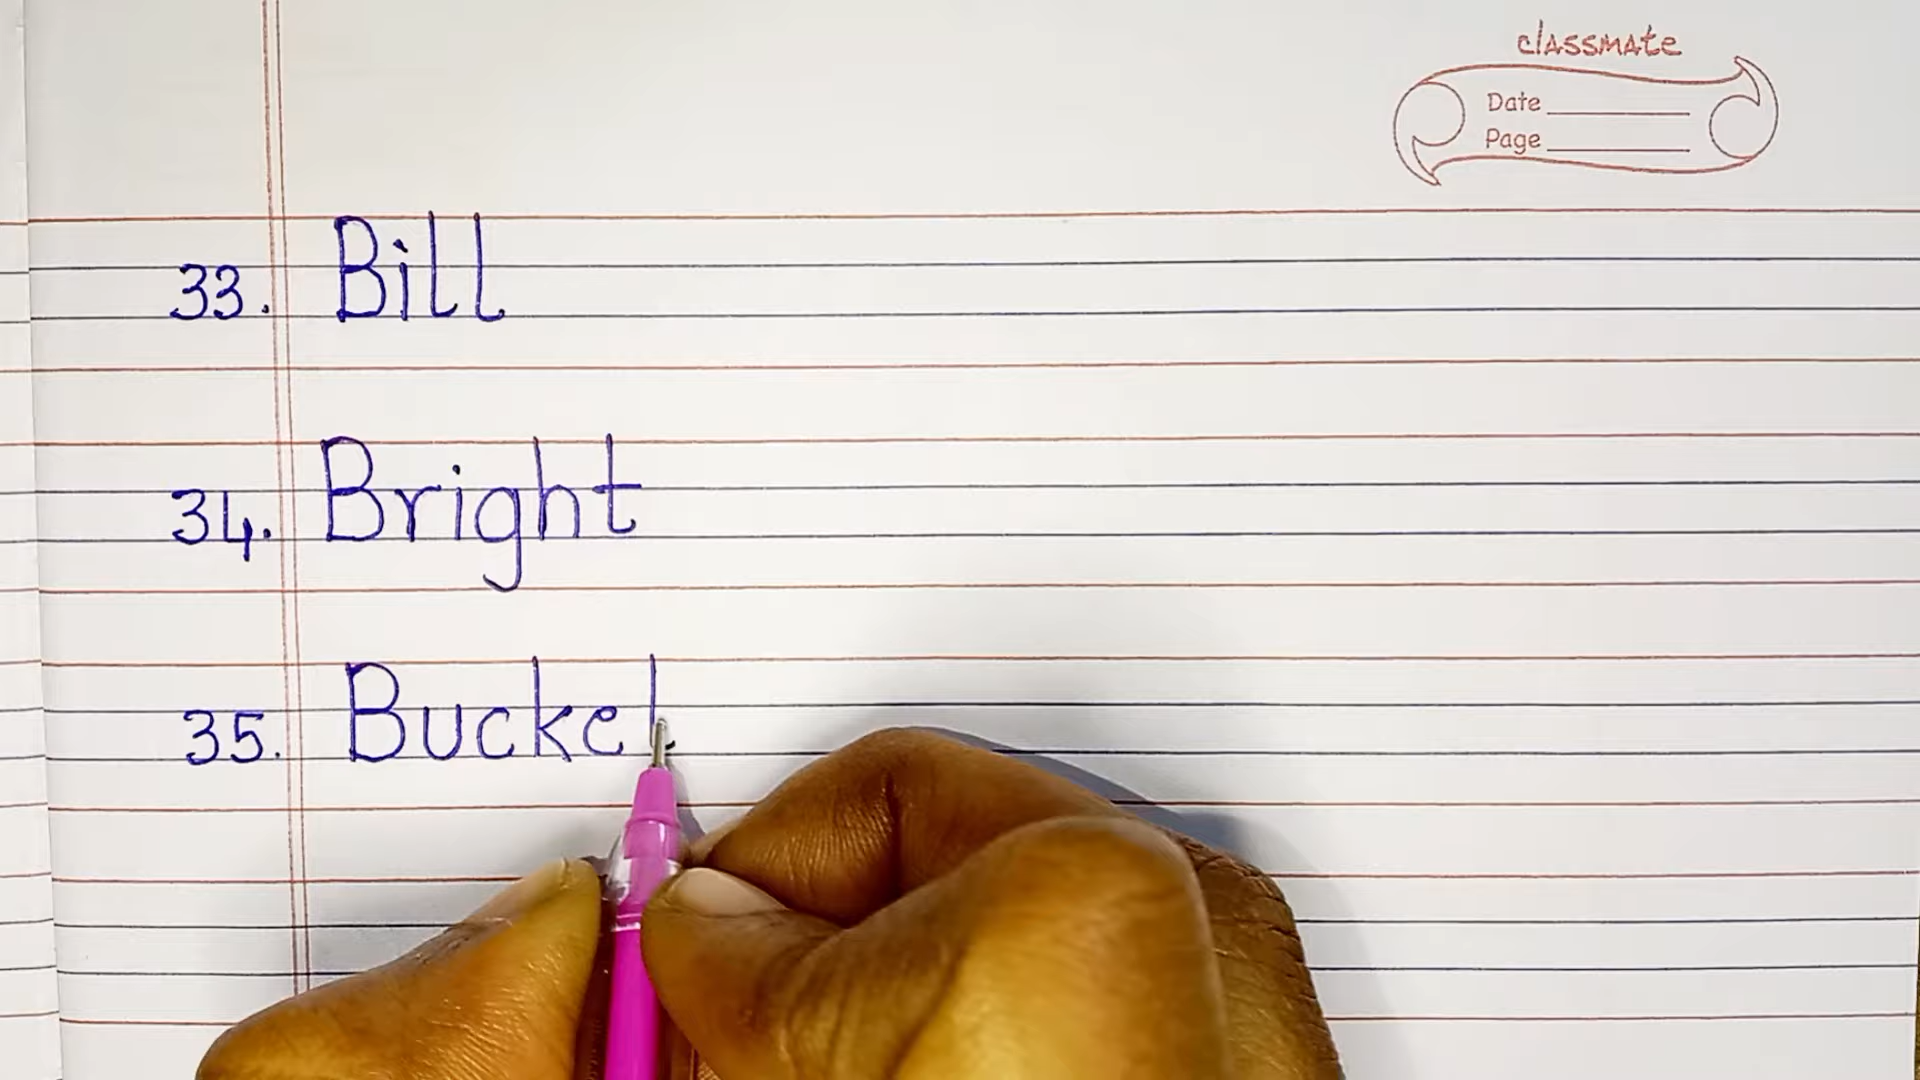 classmate
Date
Page
33. Bill
34. Bright
35. Bucke